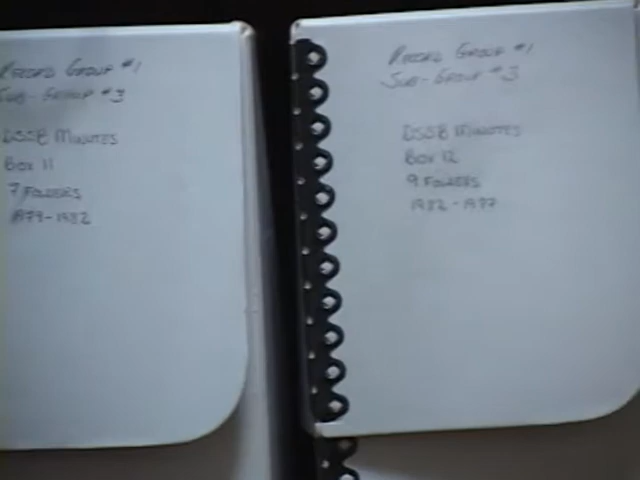 Record Group #1
Sub-Group #3
DSSB Minutes
Box 11
7 Folders
1979-1982
Record Group #1
Sub-Group #3
DSSB Minutes
Box 12
9 Folders
1982-1977